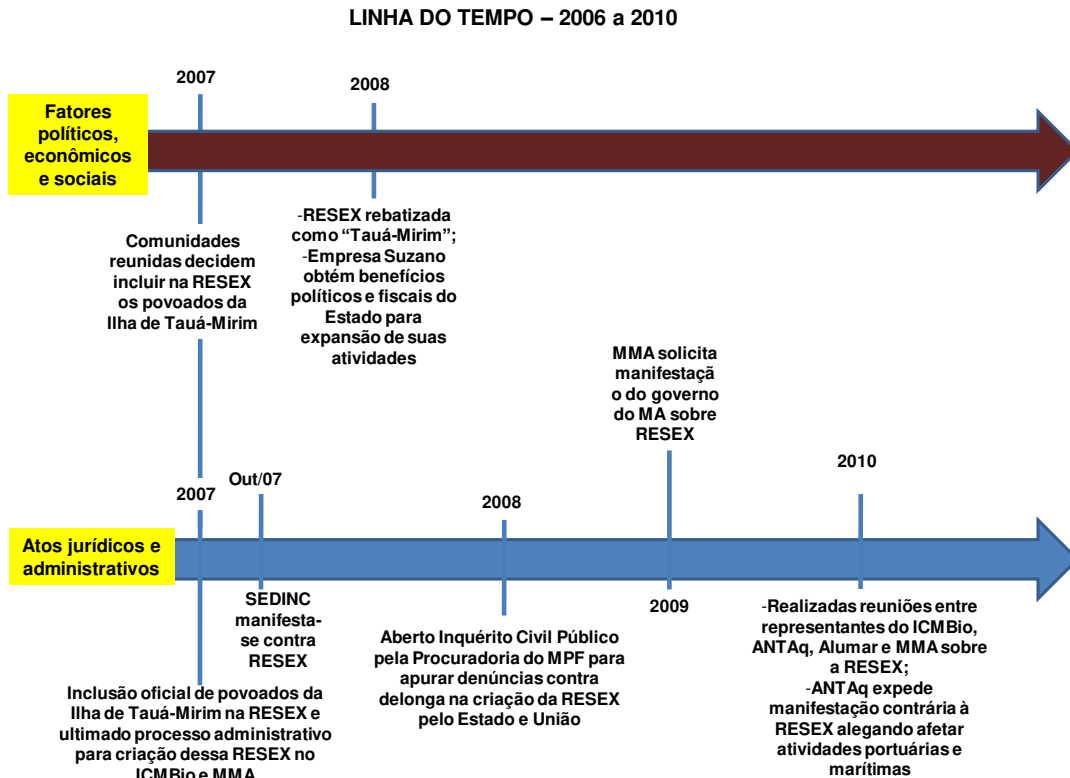 LINHA DO TEMPO – 2006 a 2010
2007
2008
Fatores
políticos,
econômicos
e sociais
Comunidades
reunidas decidem
incluir na RESEX
os povoados da
Ilha de Tauá-Mirim
-RESEX rebatizada
como “Tauá-Mirim”;
-Empresa Suzano
obtém benefícios
políticos e fiscais do
Estado para
expansão de suas
atividades
MMA solicita
manifestaçã
o do governo
do MA sobre
RESEX
2007
Out/07
2008
2010
Atos jurídicos e
administrativos
SEDINC
manifesta-
se contra
RESEX
Inclusão oficial de povoados da
Ilha de Tauá-Mirim na RESEX e
ultimado processo administrativo
para criação dessa RESEX no
ICMBio e MMA
Aberto Inquérito Civil Público
pela Procuradoria do MPF para
apurar denúncias contra
delonga na criação da RESEX
pelo Estado e União
2009
-Realizadas reuniões entre
representantes do ICMBio,
ANTAq, Alumar e MMA sobre
a RESEX;
-ANTAq expede
manifestação contrária à
RESEX alegando afetar
atividades portuárias e
marítimas